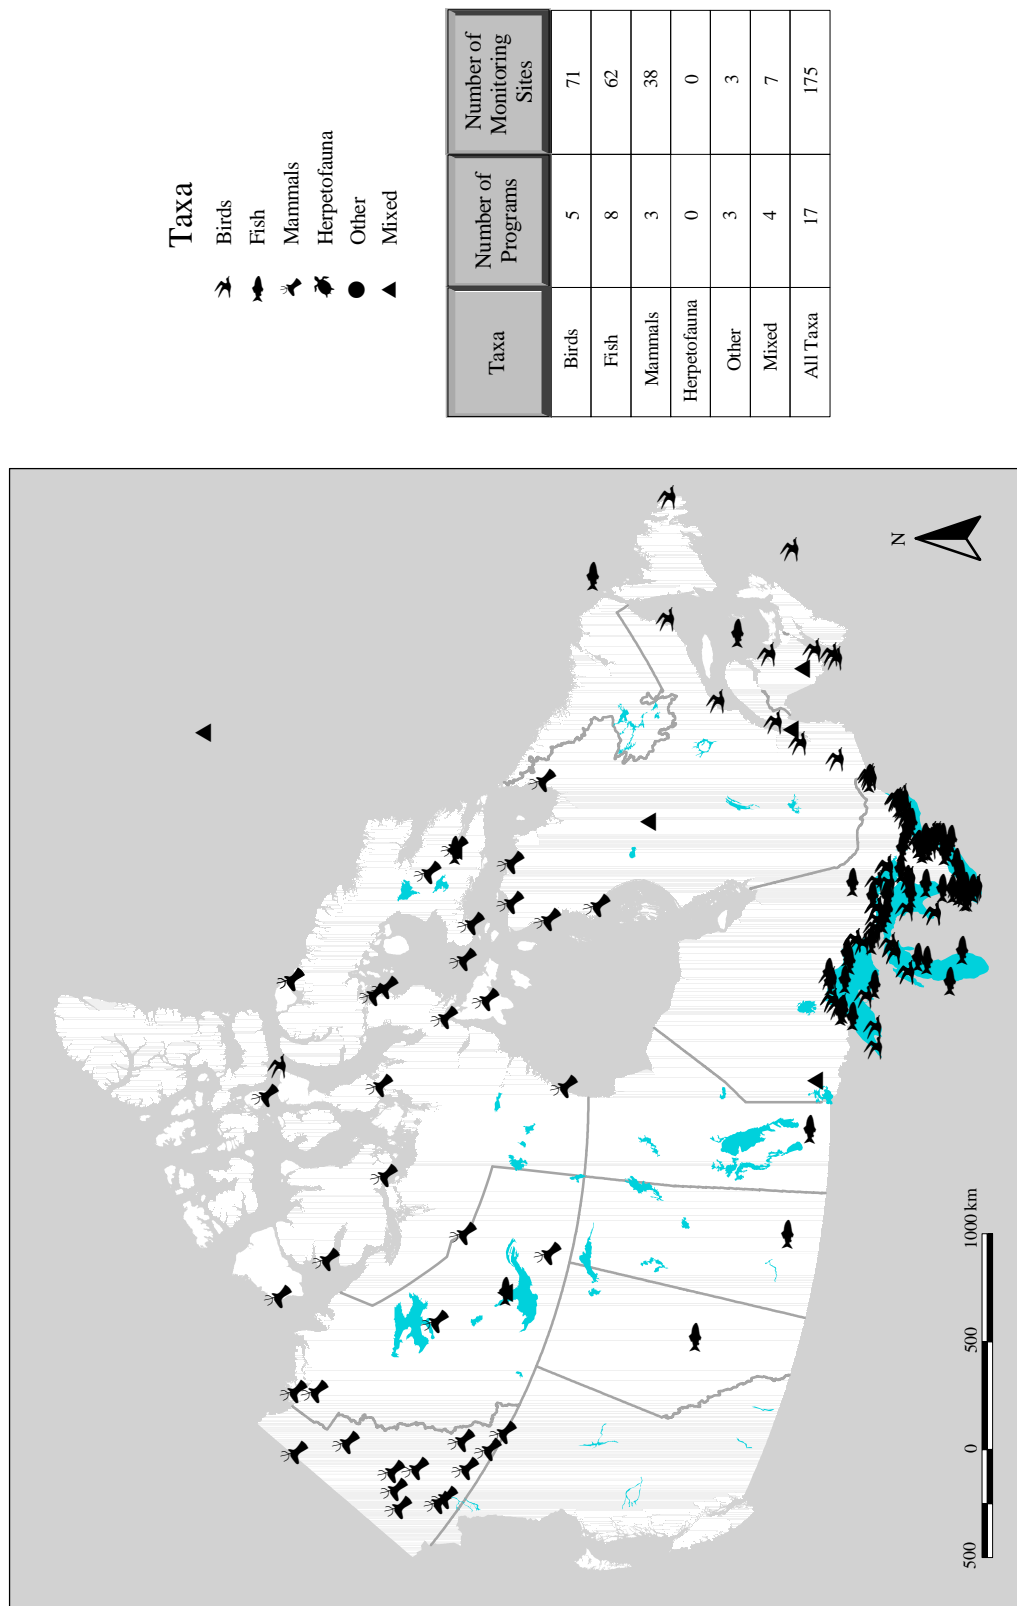 Taxa
Birds
Fish
Mammals
Herpetofauna
Other
Mixed
Taxa
Number of
Programs
Number of
Monitoring
Sites
Birds 5 71
Fish 8 62
Mammals 3 38
Herpetofauna 0 0
Other 3 3
Mixed 4 7
All Taxa 17 175
N
500 0 500 1000 km